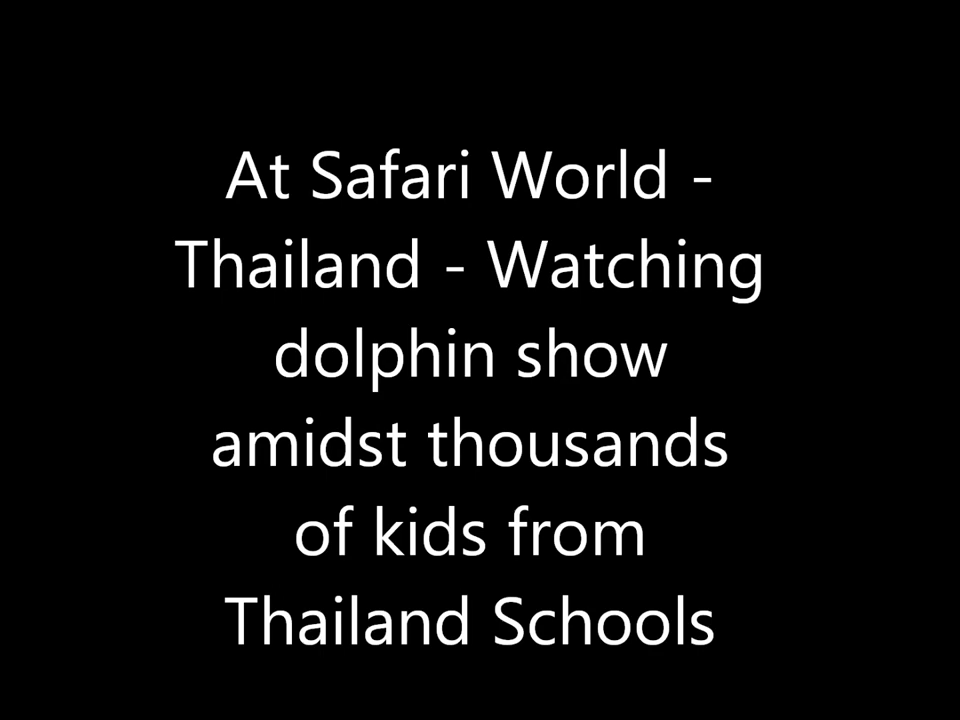 At Safari World -
Thailand - Watching
dolphin show
amidst thousands
of kids from
Thailand Schools